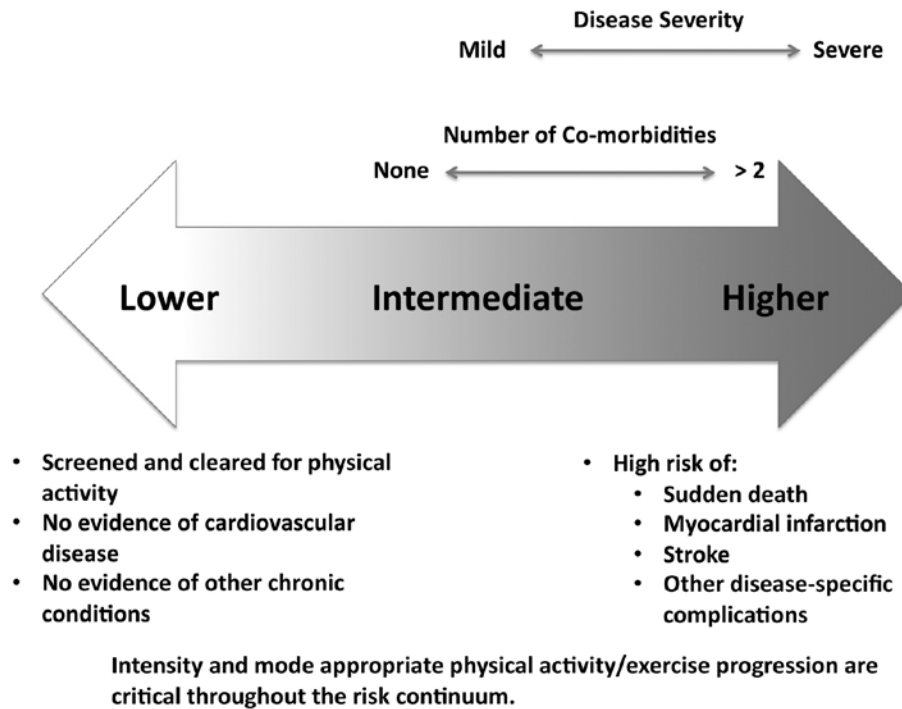 Disease Severity
Mild Severe
Number of Co-morbidities
None > 2
Lower Intermediate Higher
• Screened and cleared for physical
activity
• No evidence of cardiovascular
disease
• No evidence of other chronic
conditions
• High risk of:
• Sudden death
• Myocardial infarction
• Stroke
• Other disease-specific
complications
Intensity and mode appropriate physical activity/exercise progression are
critical throughout the risk continuum.